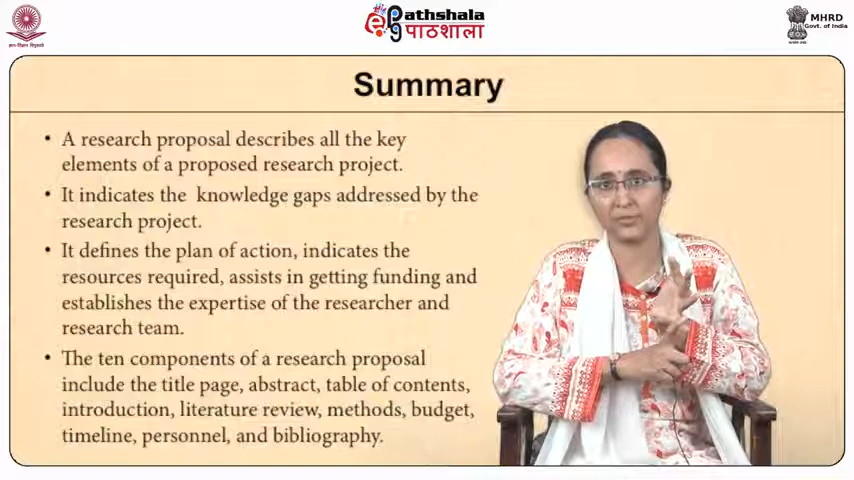 ePathshala
पाठशाला
MHRD
Govt. of India
Summary
• A research proposal describes all the key
elements of a proposed research project.
• It indicates the knowledge gaps addressed by the
research project.
• It defines the plan of action, indicates the
resources required, assists in getting funding and
establishes the expertise of the researcher and
research team.
• The ten components of a research proposal
include the title page, abstract, table of contents,
introduction, literature review, methods, budget,
timeline, personnel, and bibliography.